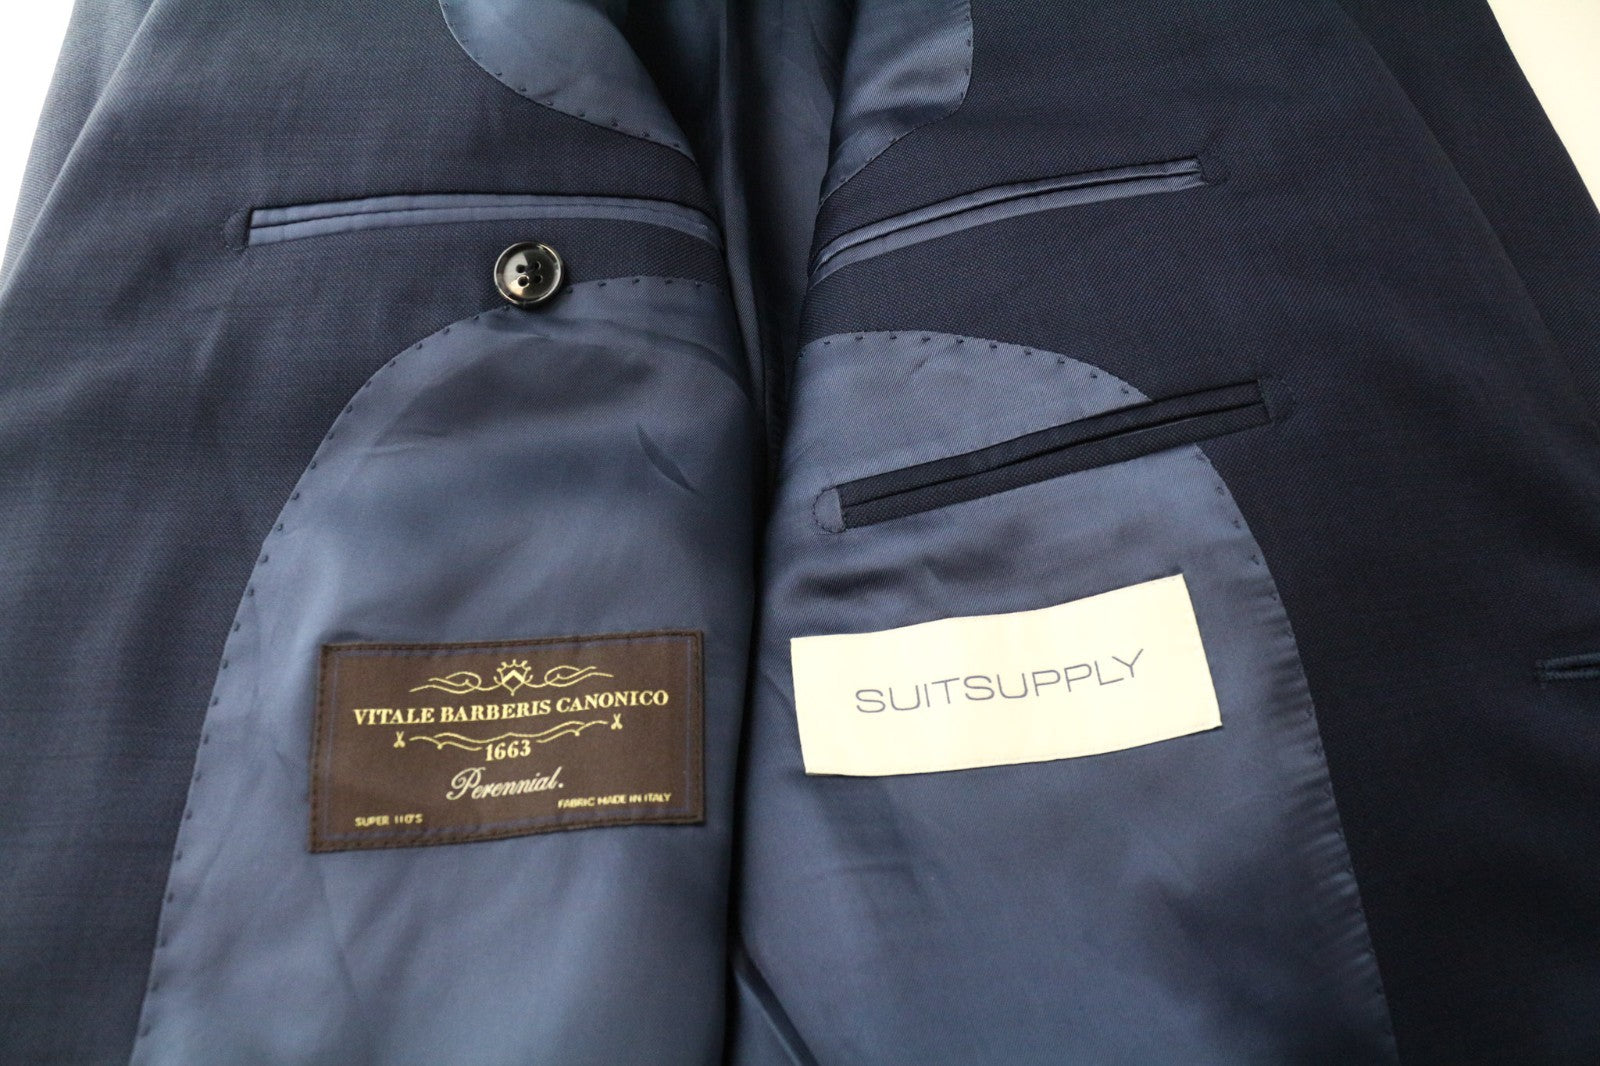 VITALE BARBERIS CANONICO
1663
Perennial.
FABRIC MADE IN ITALY
SUPER 110'S
SUITSUPPLY